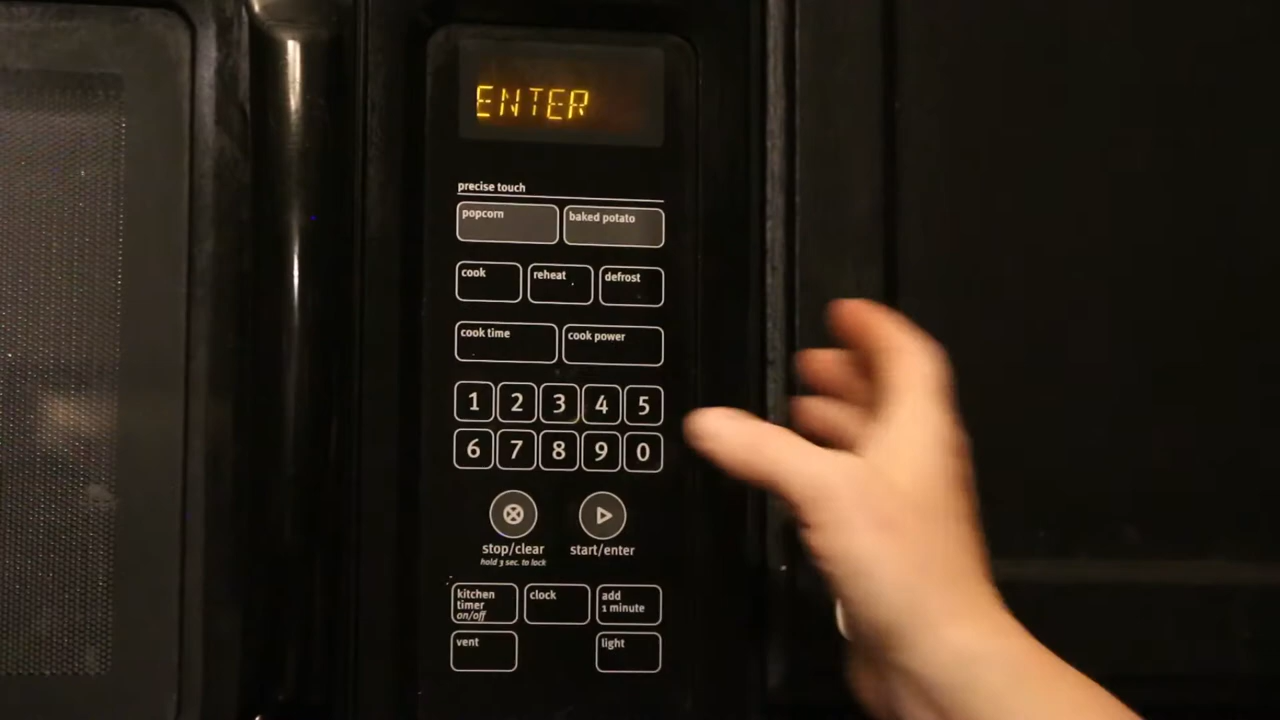 ENTER
precise touch
popcorn
baked potato
cook
reheat
defrost
cook time
cook power
1 2 3 4 5
6 7 8 9 0
stop/clear
hold 3 sec. to lock
start/enter
kitchen
timer
on/off
clock
add
1 minute
vent
light